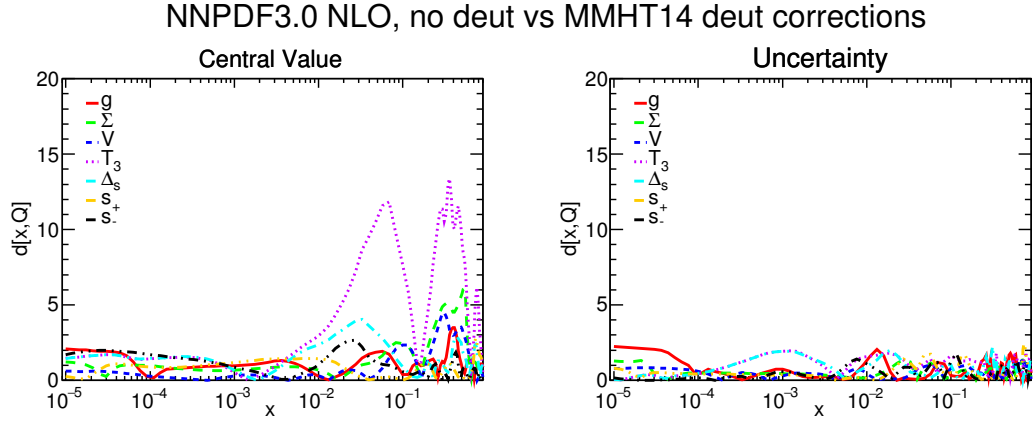 NNPDF3.0 NLO, no deut vs MMHT14 deut corrections
Central Value
20
15
10
5
0
d[x,Q]
g
Σ
V
T₃
Δₛ
s₊
s₋
10⁻⁵ 10⁻⁴ 10⁻³ 10⁻² 10⁻¹
x
Uncertainty
20
15
10
5
0
d[x,Q]
g
Σ
V
T₃
Δₛ
s₊
s₋
10⁻⁵ 10⁻⁴ 10⁻³ 10⁻² 10⁻¹
x